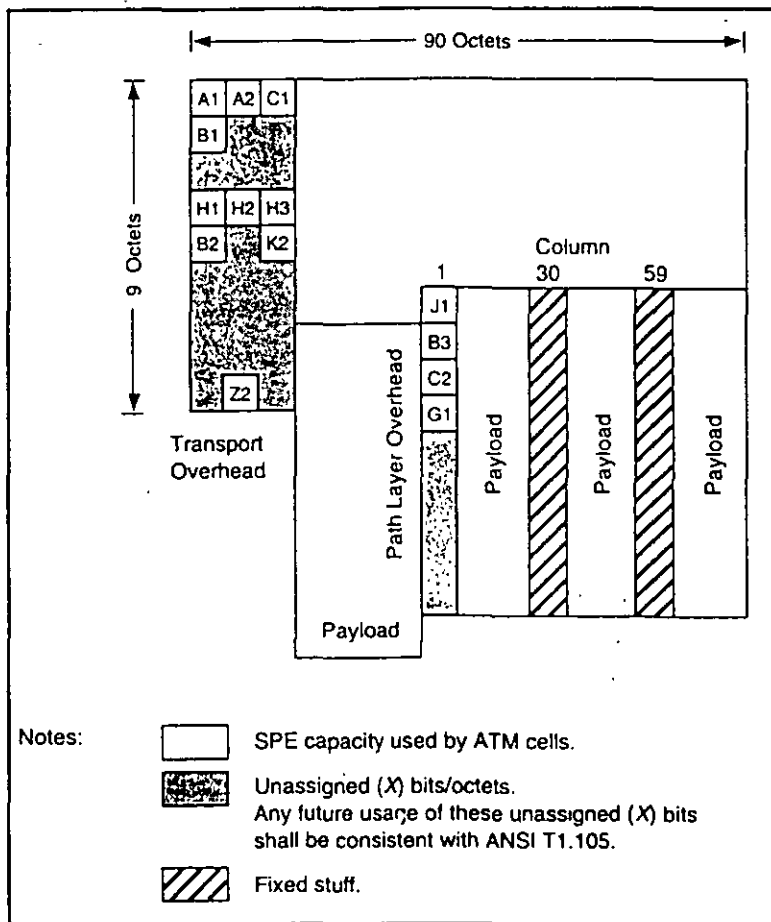 90 Octets
A1 A2 C1
B1
9 Octets
H1 H2 H3
B2 K2
Column
1 30 59
J1
B3
C2
G1
Z2
Transport
Overhead
Path Layer Overhead
Payload
Payload
Payload
Payload
Notes:
SPE capacity used by ATM cells.
Unassigned (X) bits/octets.
Any future usage of these unassigned (X) bits
shall be consistent with ANSI T1.105.
Fixed stuff.